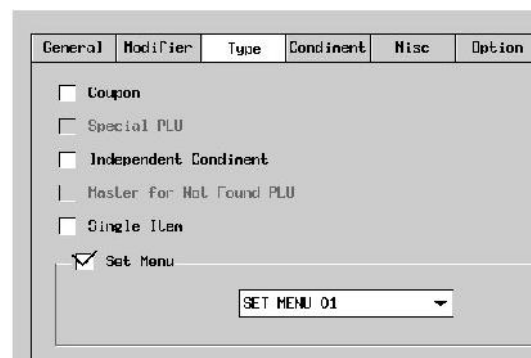 General Modifier Type Condiment Misc Option
Coupon
Special PLU
Independent Condiment
Master for Not Found PLU
Single Item
Set Menu
SET MENU 01